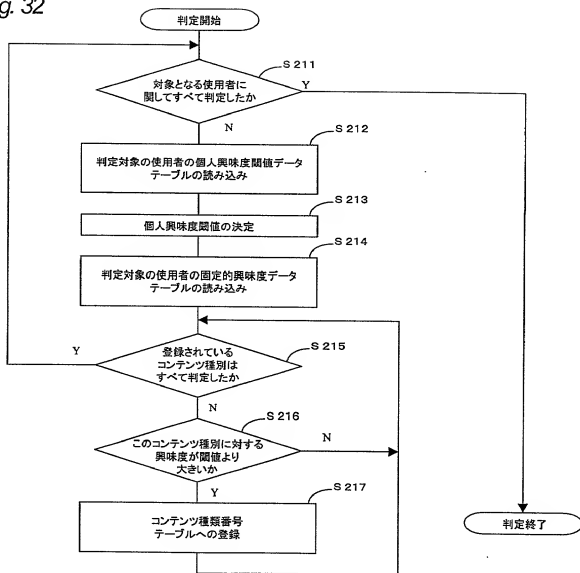 g. 32
判定開始
S 211
対象となる使用者に
関してすべて判定したか
Y
N
S 212
判定対象の使用者の個人興味度閾値データ
テーブルの読み込み
S 213
個人興味度閾値の決定
S 214
判定対象の使用者の固定的興味度データ
テーブルの読み込み
Y
登録されている
コンテンツ種別は
すべて判定したか
S 215
N
S 216
このコンテンツ種別に対する
興味度が閾値より
大きいか
N
Y
S 217
コンテンツ種類番号
テーブルへの登録
判定終了